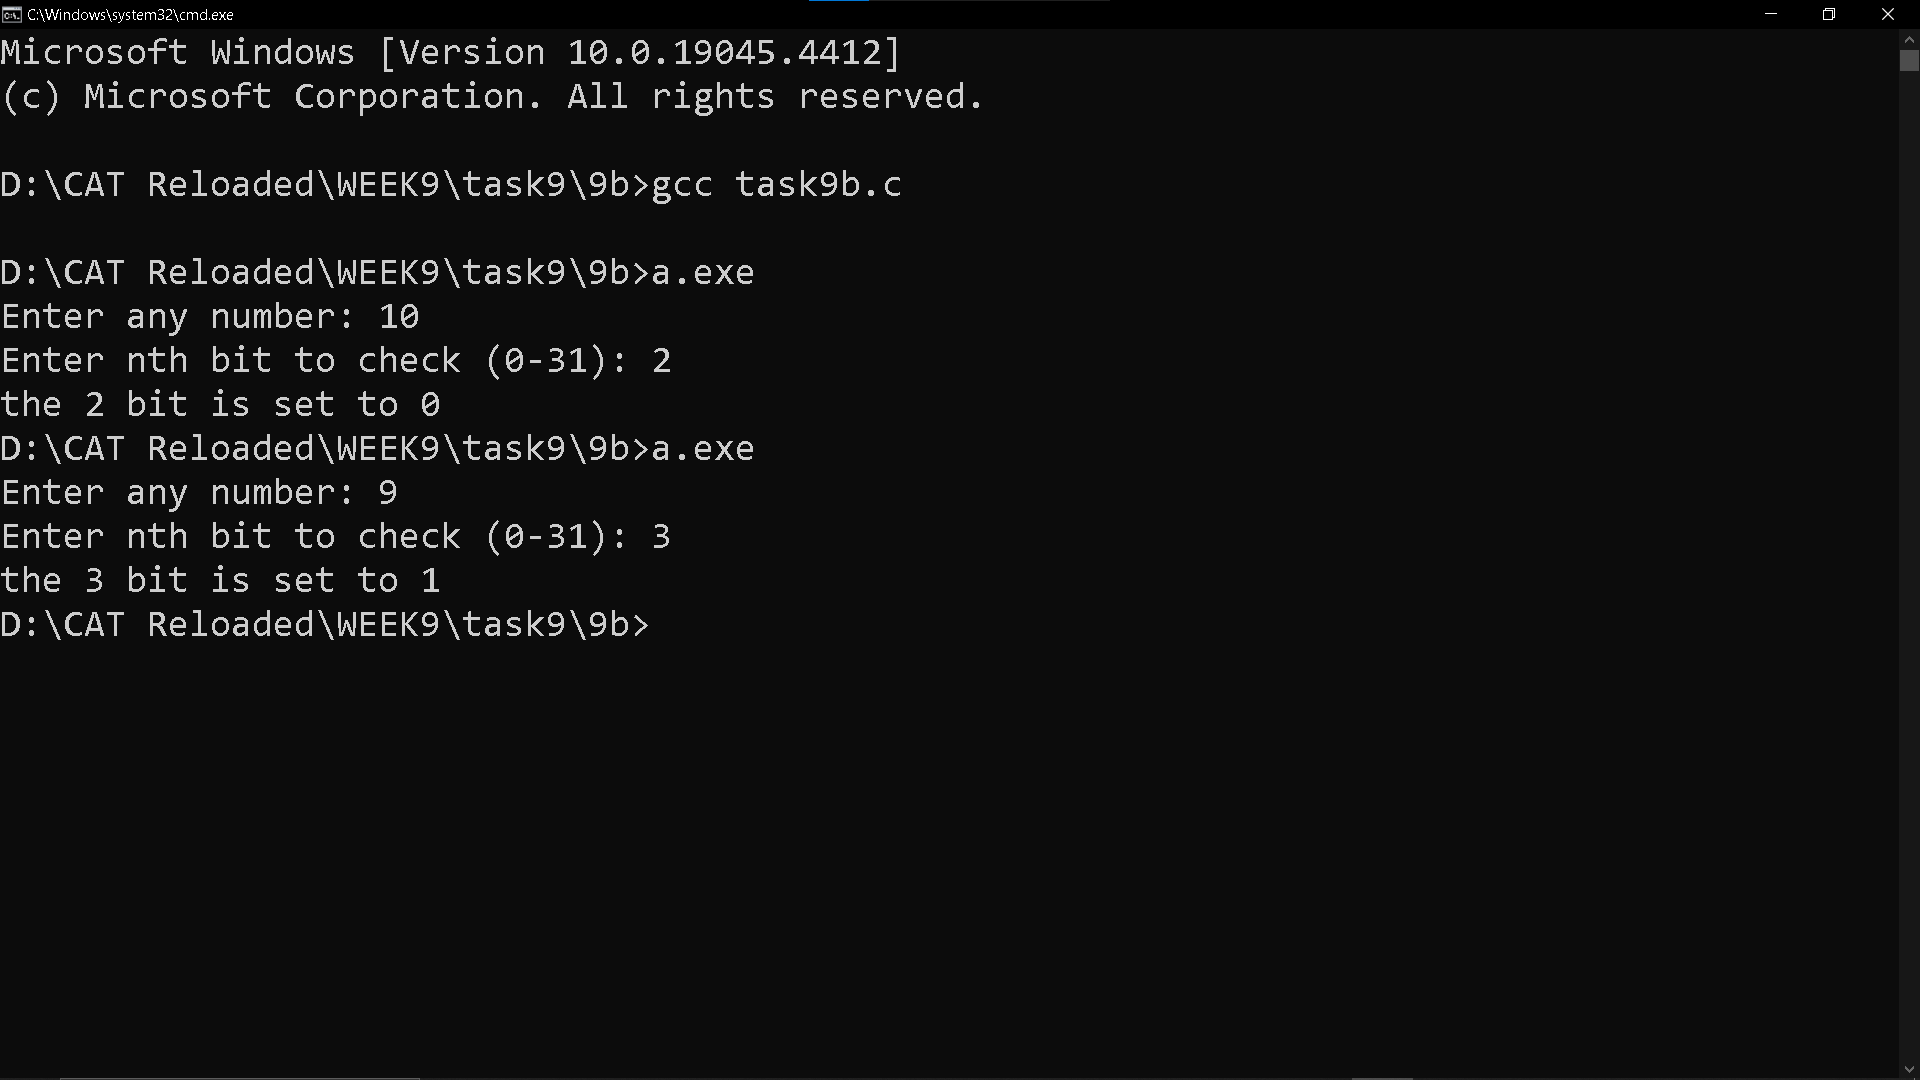 C:\Windows\system32\cmd.exe
Microsoft Windows [Version 10.0.19045.4412]
(c) Microsoft Corporation. All rights reserved.
D:\CAT Reloaded\WEEK9\task9\9b>gcc task9b.c
D:\CAT Reloaded\WEEK9\task9\9b>a.exe
Enter any number: 10
Enter nth bit to check (0-31): 2
the 2 bit is set to 0
D:\CAT Reloaded\WEEK9\task9\9b>a.exe
Enter any number: 9
Enter nth bit to check (0-31): 3
the 3 bit is set to 1
D:\CAT Reloaded\WEEK9\task9\9b>